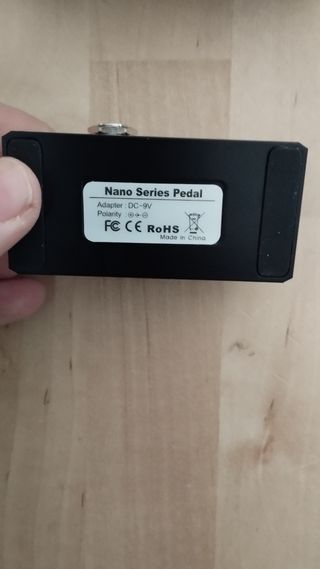 Nano Series Pedal
Adapter : DC⎓9V
Polarity :
FC CE RoHS
Made in China